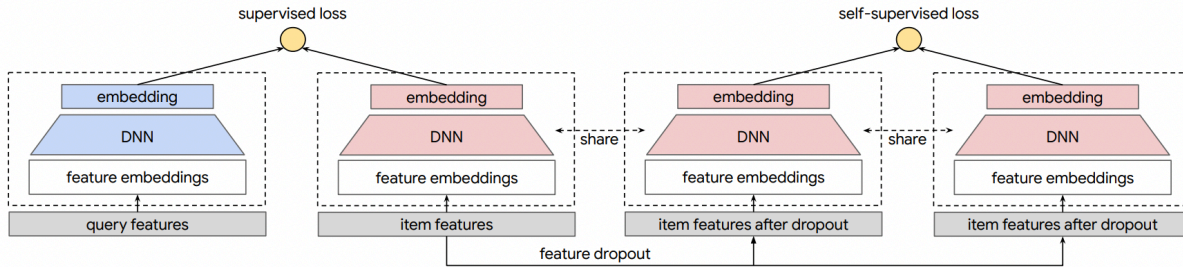 supervised loss
self-supervised loss
embedding
embedding
embedding
embedding
DNN
DNN
DNN
DNN
share
share
feature embeddings
feature embeddings
feature embeddings
feature embeddings
query features
item features
item features after dropout
item features after dropout
feature dropout